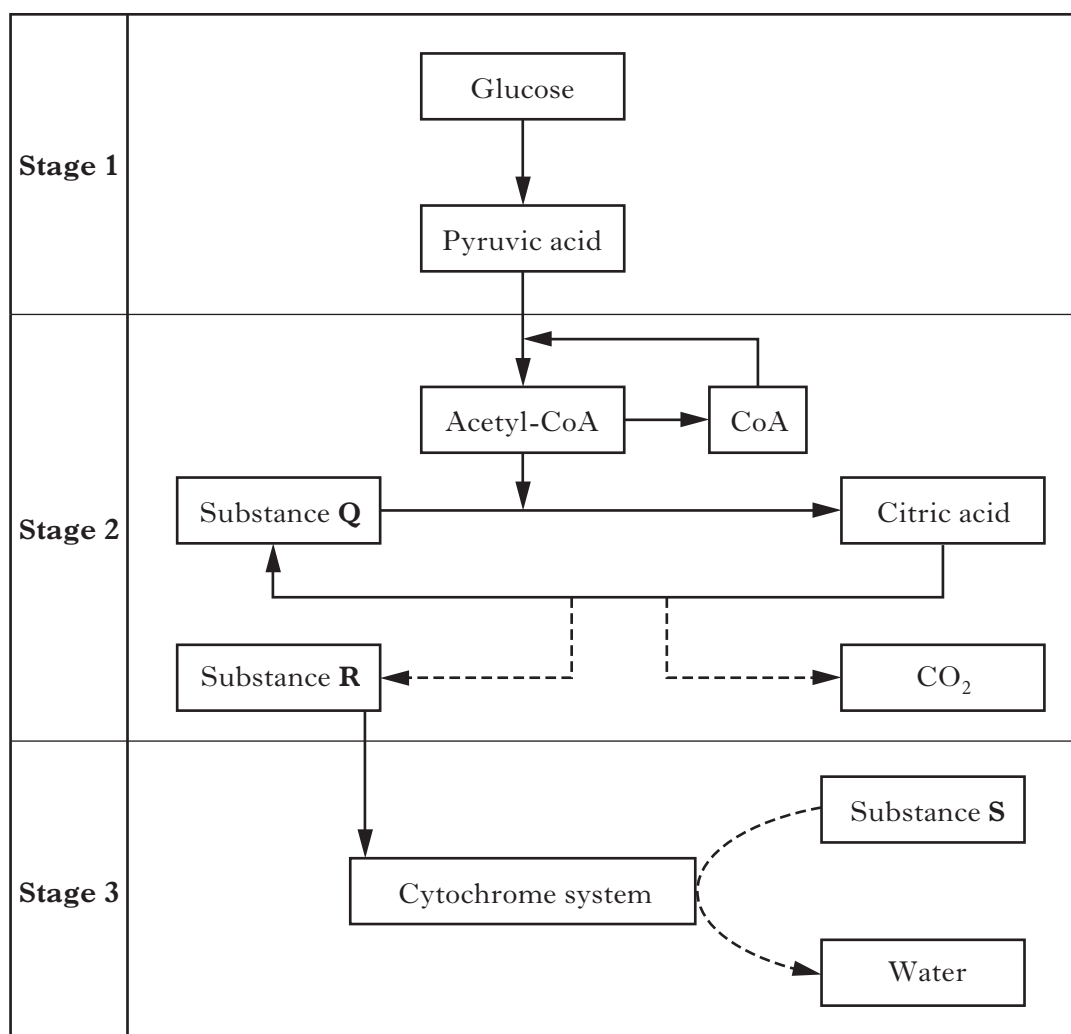 Stage 1
Glucose
Pyruvic acid
Stage 2
Acetyl-CoA
CoA
Substance Q
Citric acid
Substance R
CO₂
Stage 3
Substance S
Cytochrome system
Water